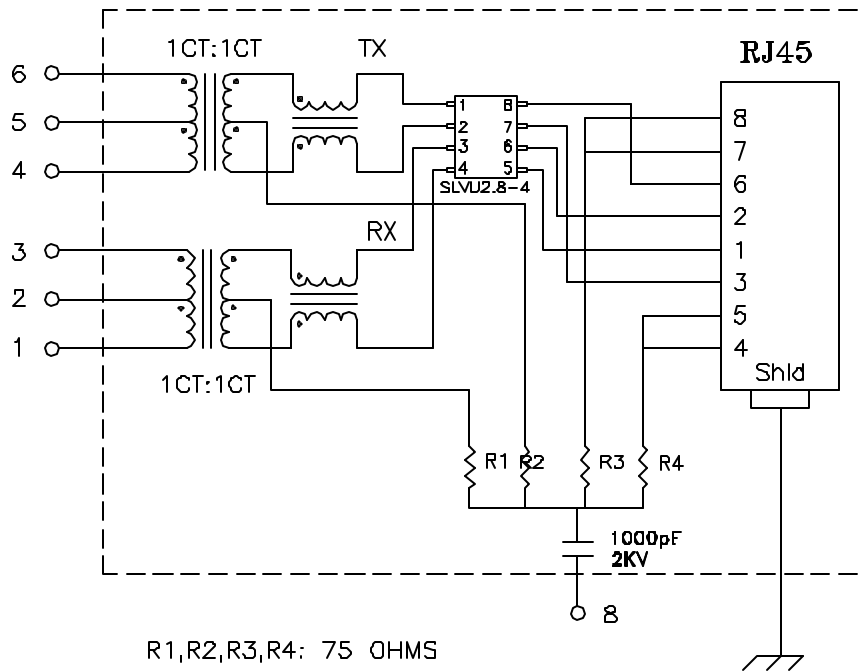 1CT:1CT
TX
RJ45
6
5
4
1
2
3
4
8
7
6
5
SLVU2.8-4
8
7
6
2
1
3
5
4
Shld
RX
3
2
1
1CT:1CT
R1
R2
R3
R4
1000pF
2KV
8
R1,R2,R3,R4: 75 OHMS